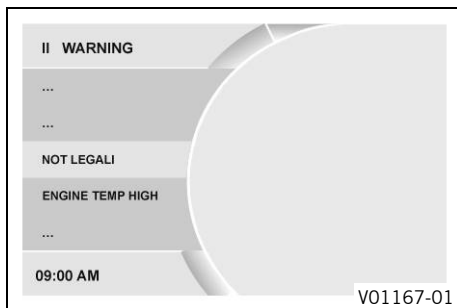 II WARNING
...
...
NOT LEGALI
ENGINE TEMP HIGH
...
09:00 AM
V01167-01